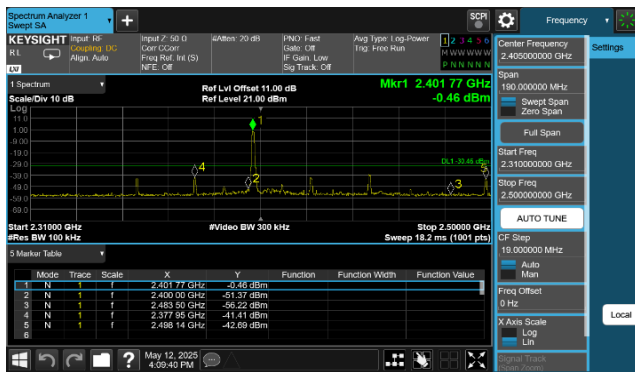 Spectrum Analyzer 1
Swept SA
SCPI
Frequency
KEYSIGHT
RL
LXI
Input: RF
Coupling: DC
Align: Auto
Input Z: 50 Ω
Corr CCorr
Freq Ref: Int (S)
NFE: Off
#Atten: 20 dB
PNO: Fast
Gate: Off
IF Gain: Low
Sig Track: Off
Avg Type: Log-Power
Trig: Free Run
1 2 3 4 5 6
M W W W W W
P N N N N N
1 Spectrum
Scale/Div 10 dB
Ref Lvl Offset 11.00 dB
Ref Level 21.00 dBm
Mkr1 2.401 77 GHz
-0.46 dBm
Log
11.0
1.00
-9.00
-19.0
-29.0
-39.0
-49.0
-59.0
-69.0
1
2
3
4
5
DL1 -30.46 dBm
Start 2.31000 GHz
#Res BW 100 kHz
#Video BW 300 kHz
Stop 2.50000 GHz
Sweep 18.2 ms (1001 pts)
5 Marker Table
Mode Trace Scale X Y Function Function Width Function Value
1 N 1 f 2.401 77 GHz -0.46 dBm
2 N 1 f 2.400 00 GHz -51.37 dBm
3 N 1 f 2.483 50 GHz -56.22 dBm
4 N 1 f 2.377 95 GHz -41.41 dBm
5 N 1 f 2.498 14 GHz -42.69 dBm
6
May 12, 2025
4:09:40 PM
Center Frequency
2.405000000 GHz
Settings
Span
190.000000 MHz
Swept Span
Zero Span
Full Span
Start Freq
2.310000000 GHz
Stop Freq
2.500000000 GHz
AUTO TUNE
CF Step
19.000000 MHz
Auto
Man
Freq Offset
0 Hz
X Axis Scale
Log
Lin
Local
Signal Track
(Span Zoom)